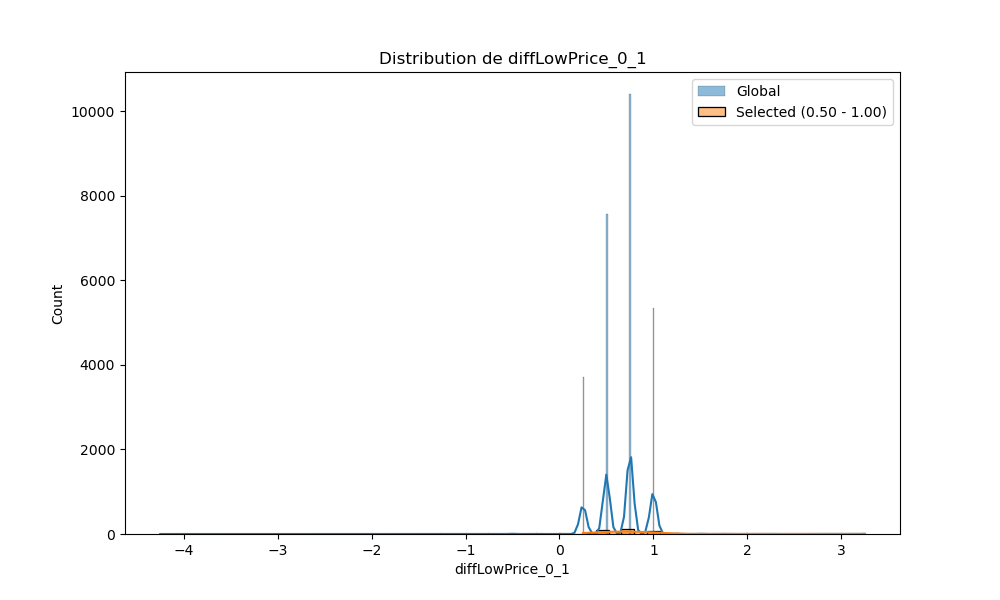 Distribution de diffLowPrice_0_1
Global
Selected (0.50 - 1.00)
10000
8000
6000
4000
2000
0
Count
−4
−3
−2
−1
0
1
2
3
diffLowPrice_0_1